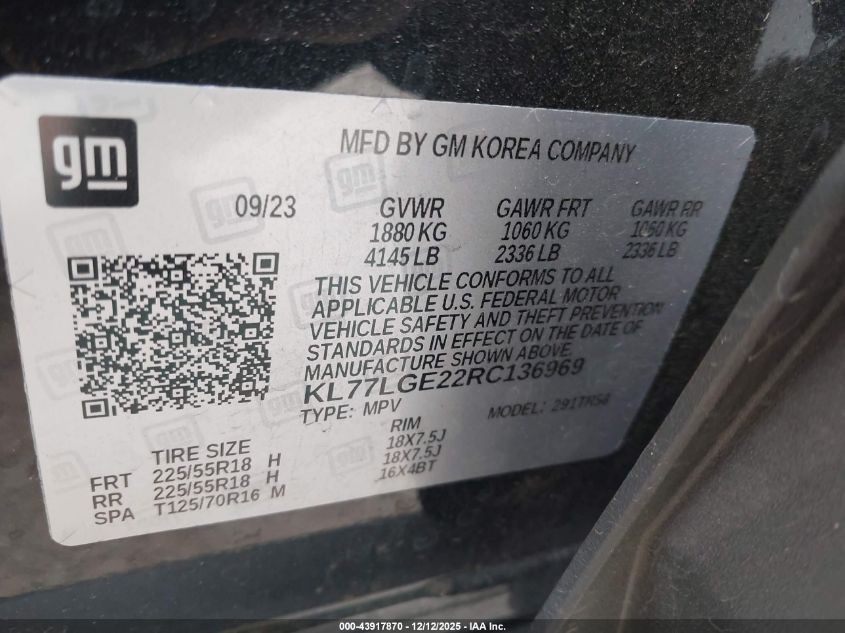 gm
MFD BY GM KOREA COMPANY
09/23 GVWR GAWR FRT GAWR RR
1880 KG 1060 KG 1060 KG
4145 LB 2336 LB 2336 LB
THIS VEHICLE CONFORMS TO ALL
APPLICABLE U.S. FEDERAL MOTOR
VEHICLE SAFETY AND THEFT PREVENTION
STANDARDS IN EFFECT ON THE DATE OF
MANUFACTURE SHOWN ABOVE.
KL77LGE22RC136969
TYPE: MPV MODEL: 291TR56
TIRE SIZE RIM
FRT 225/55R18 H 18X7.5J
RR 225/55R18 H 18X7.5J
SPA T125/70R16 M 16X4BT
000-43917870 — 12/12/2025 — IAA Inc.